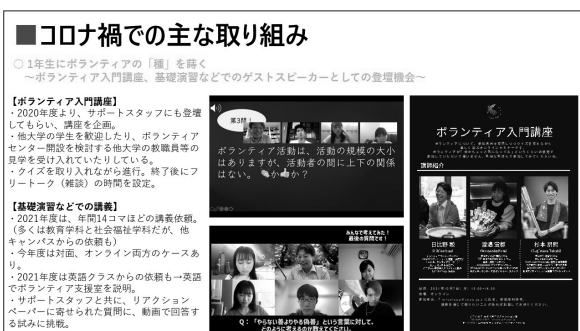 ■コロナ禍での主な取り組み
○ 1年生にボランティアの「種」を蒔く
～ボランティア入門講座、基礎演習などでのゲストスピーカーとしての登壇機会～
【ボランティア入門講座】
・2020年度より、サポートスタッフにも登壇
してもらい、講座を企画。
・他大学の学生を歓迎したり、ボランティア
センター開設を検討する他大学の教職員等の
見学を受け入れていたりしている。
・クイズを取り入れながら進行。終了後にフ
リートーク（雑談）の時間を設定。
【基礎演習などでの講義】
・2021年度は、年間14コマほどの講義依頼。
（多くは教育学科と社会福祉学科だが、他
キャンパスからの依頼も）
・今年度は対面、オンライン両方のケースあ
り。
・2021年度は英語クラスからの依頼も→英語
でボランティア支援室を説明。
・サポートスタッフと共に、リアクション
ペーパーに寄せられた質問に、動画で回答す
る試みに挑戦。
第3問！
ボランティア活動は、活動の規模の大小
はありますが、活動者の間に上下の関係
はない。👏か👍か？
みんなで考えてみた！
最後の質問です！
Q：「やらない善よりやる偽善」という言葉に対して、
どのように考えるのか教えてください。
ボランティア入門講座
講師紹介